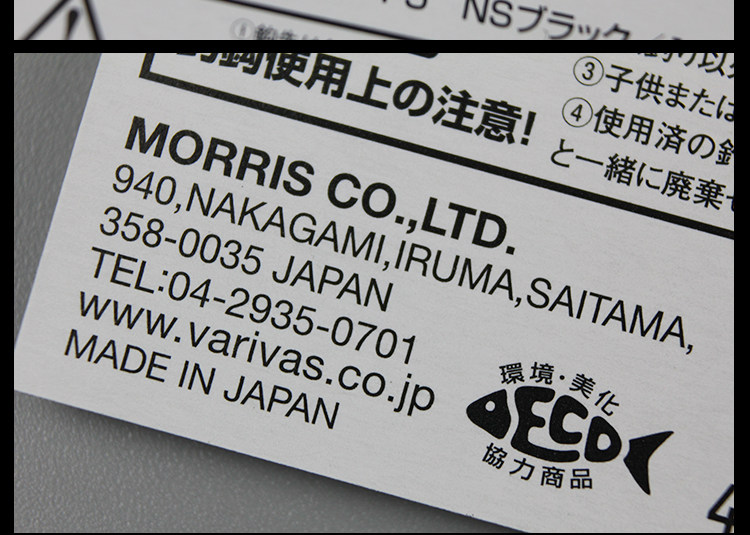 NSブラック
釣鈎使用上の注意!
③子供または
④使用済の釣
と一緒に廃棄せ
MORRIS CO.,LTD.
940,NAKAGAMI,IRUMA,SAITAMA,
358-0035 JAPAN
TEL:04-2935-0701
www.varivas.co.jp
MADE IN JAPAN
環境・美化
ECO
協力商品